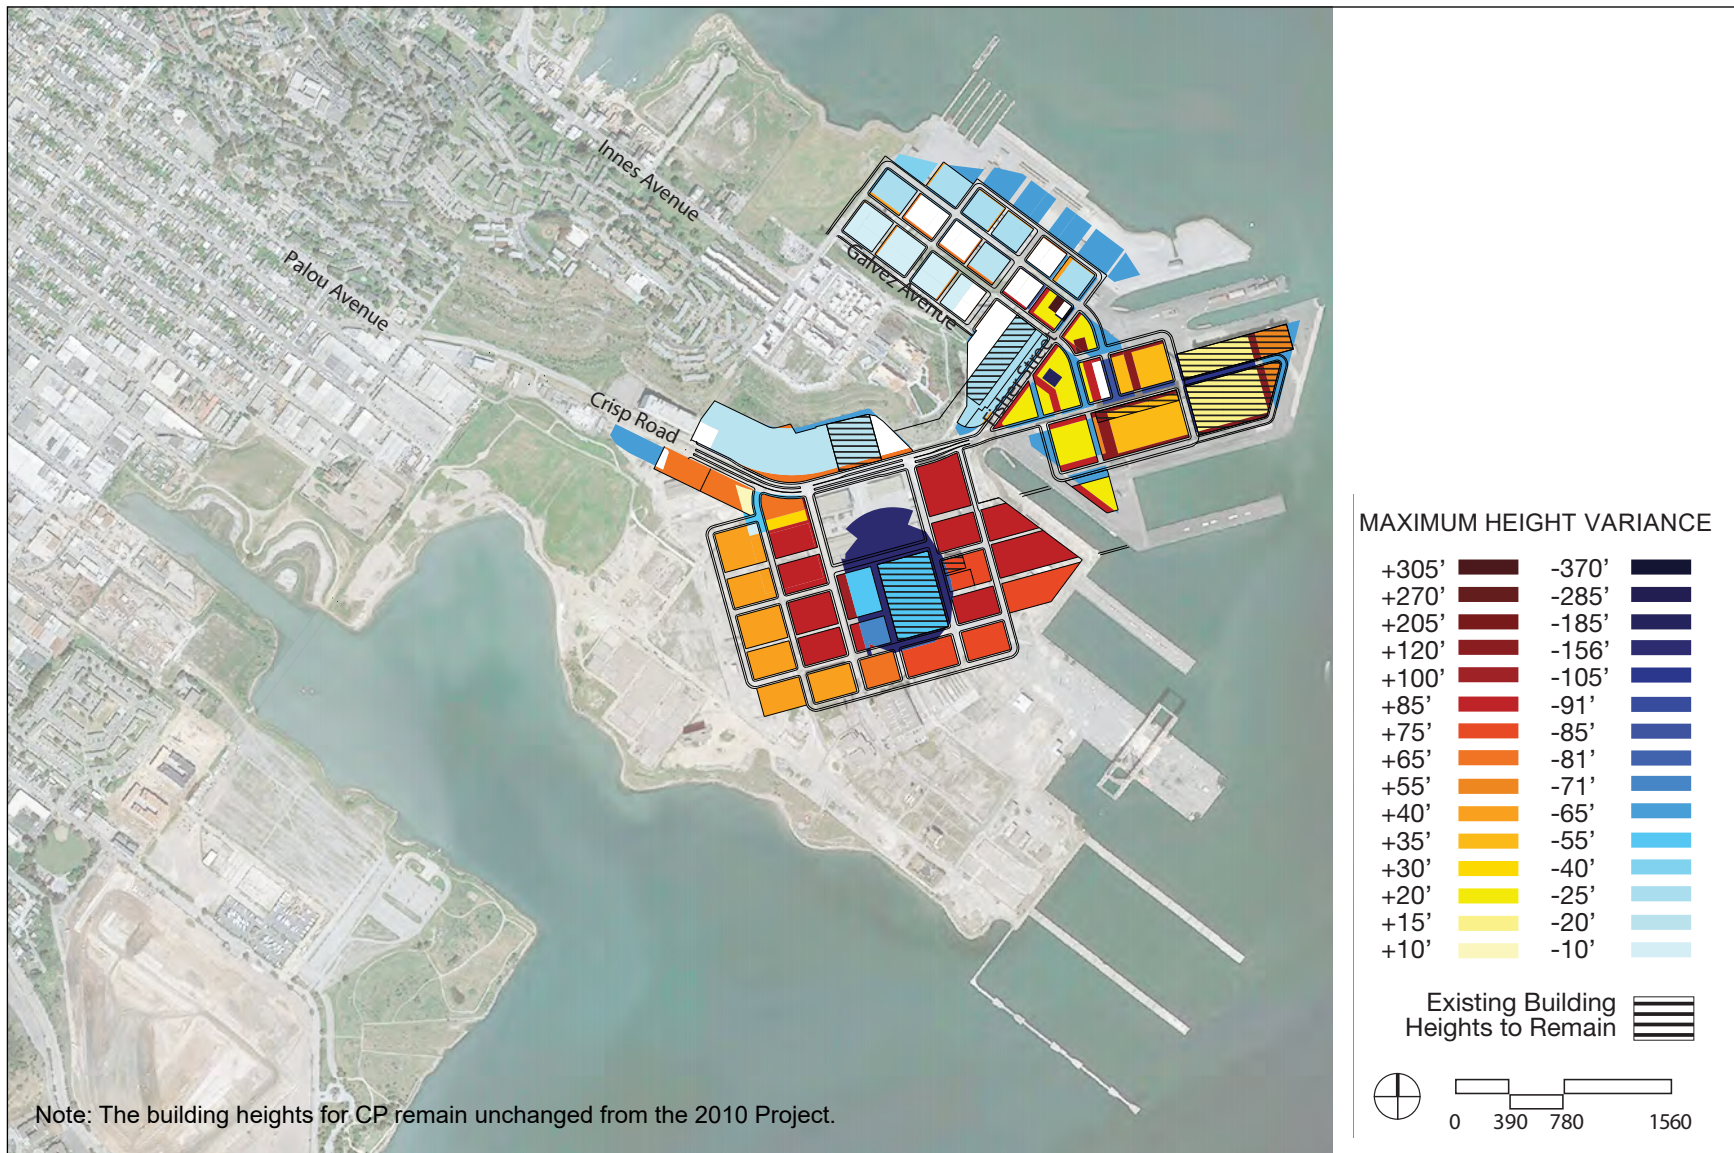 Innes Avenue
Palou Avenue
Galvez Avenue
Fisher Street
Crisp Road
MAXIMUM HEIGHT VARIANCE
+305’ -370’
+270’ -285’
+205’ -185’
+120’ -156’
+100’ -105’
+85’ -91’
+75’ -85’
+65’ -81’
+55’ -71’
+40’ -65’
+35’ -55’
+30’ -40’
+20’ -25’
+15’ -20’
+10’ -10’
Existing Building
Heights to Remain
0 390 780 1560
Note: The building heights for CP remain unchanged from the 2010 Project.